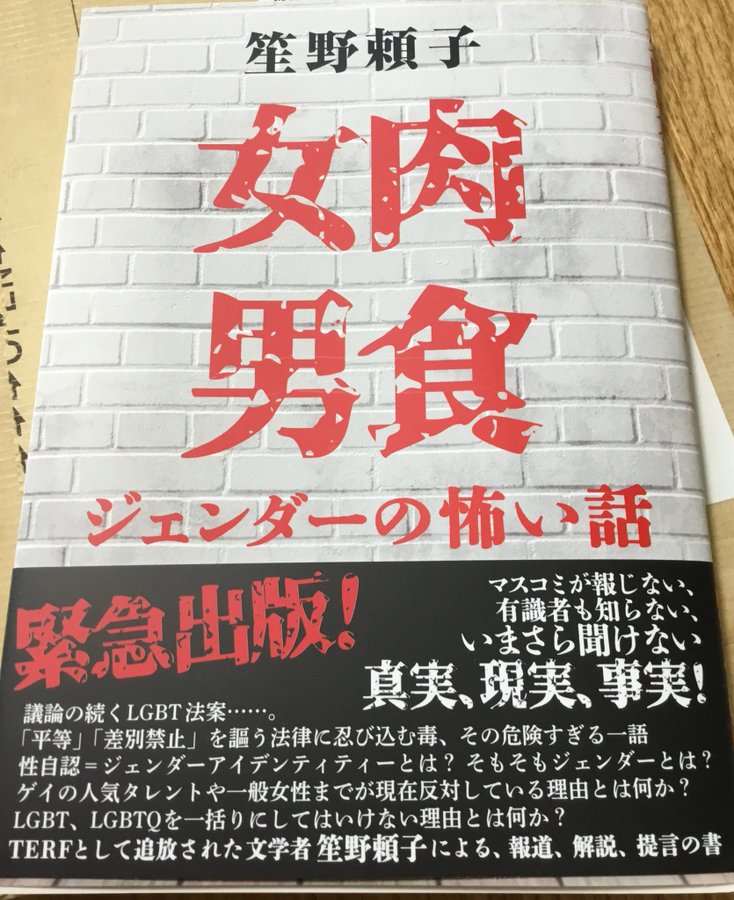 笙野頼子
女肉
男食
ジェンダーの怖い話
緊急出版!
マスコミが報じない、
有識者も知らない、
いまさら聞けない
真実、現実、事実!
議論の続くLGBT法案……。
「平等」「差別禁止」を謳う法律に忍び込む毒、その危険すぎる一語
性自認=ジェンダーアイデンティティーとは? そもそもジェンダーとは?
ゲイの人気タレントや一般女性までが現在反対している理由とは何か?
LGBT、LGBTQを一括りにしてはいけない理由とは何か?
TERFとして追放された文学者 笙野頼子による、報道、解説、提言の書